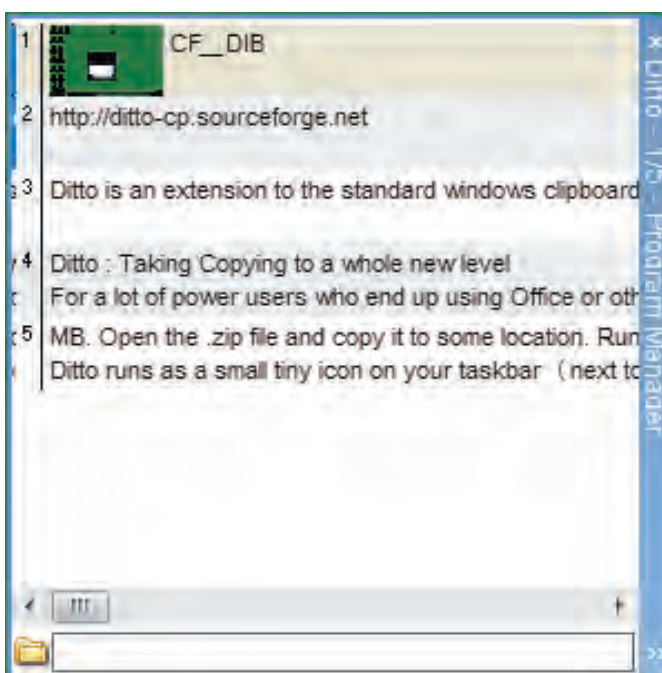 1 CF__DIB
2 http://ditto-cp.sourceforge.net
3 Ditto is an extension to the standard windows clipboard
4 Ditto : Taking Copying to a whole new level
For a lot of power users who end up using Office or oth
5 MB. Open the .zip file and copy it to some location. Run
Ditto runs as a small tiny icon on your taskbar (next to
× Ditto - 1/5 - Program Manager